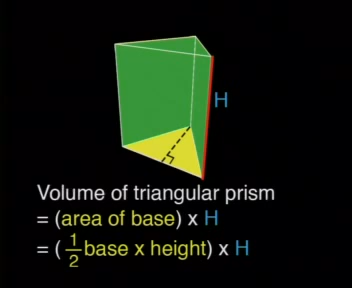 H
Volume of triangular prism
= (area of base) x H
= ( 1/2 base x height) x H